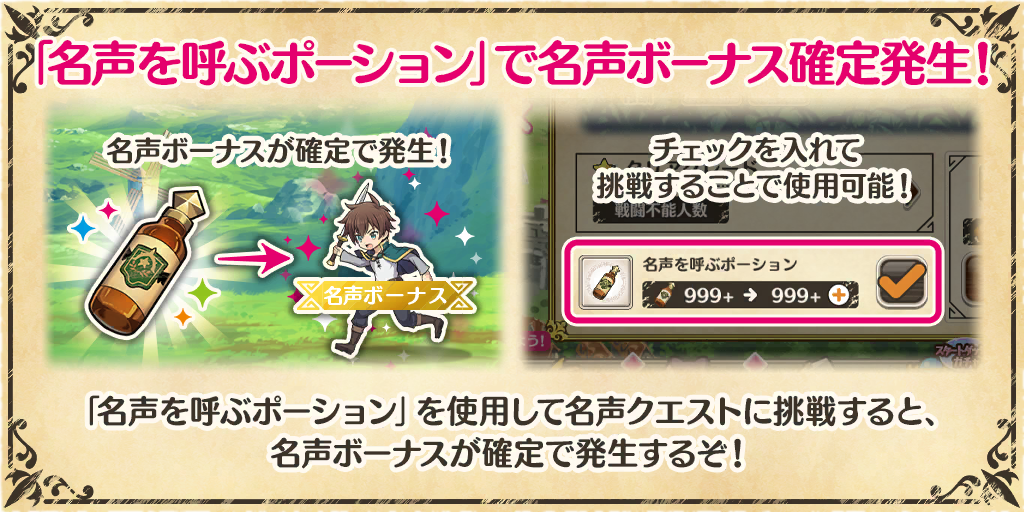 「名声を呼ぶポーション」で名声ボーナス確定発生！
名声ボーナスが確定で発生！
名声ボーナス
チェックを入れて
挑戦することで使用可能！
戦闘不能人数
名声を呼ぶポーション
999+ → 999+
「名声を呼ぶポーション」を使用して名声クエストに挑戦すると、
名声ボーナスが確定で発生するぞ！